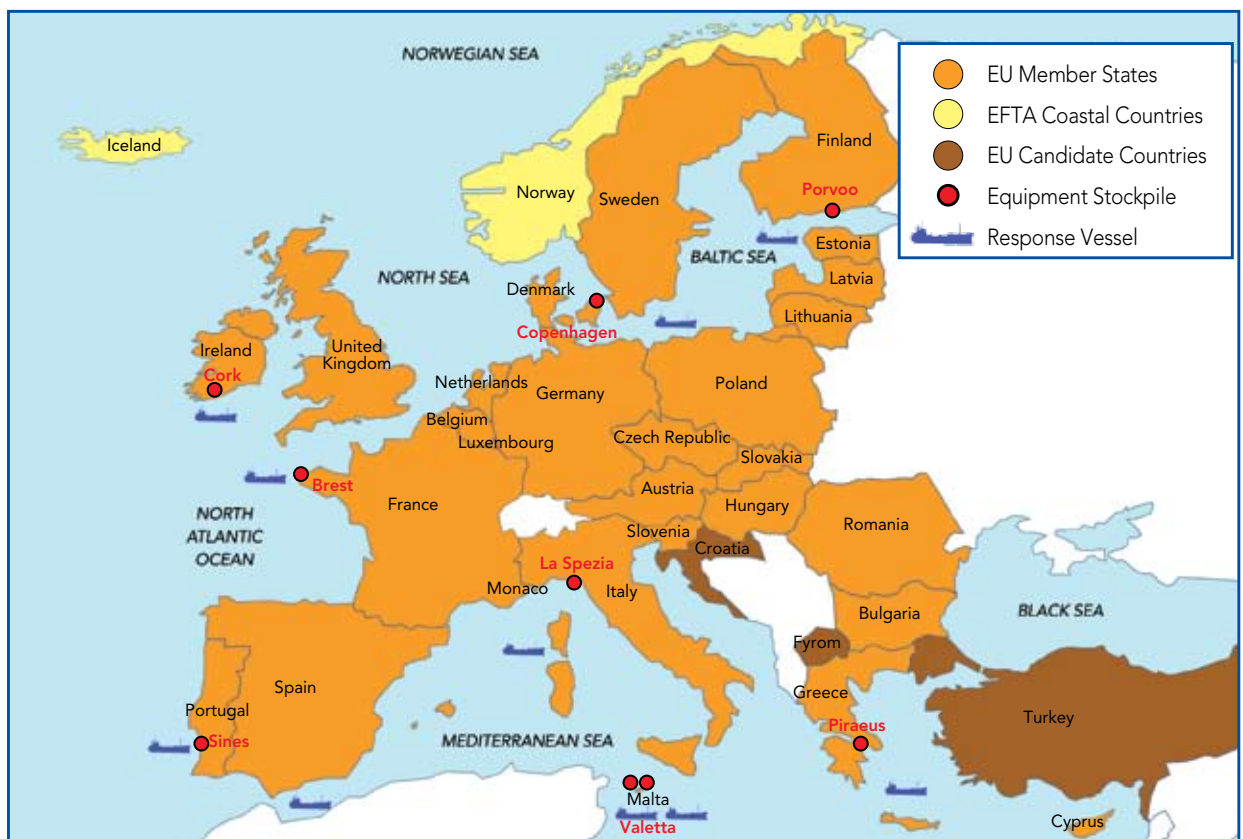 NORWEGIAN SEA
EU Member States
EFTA Coastal Countries
EU Candidate Countries
Equipment Stockpile
Response Vessel
Iceland
Finland
Norway
Sweden
Porvoo
Estonia
BALTIC SEA
NORTH SEA
Latvia
Denmark
Lithuania
Copenhagen
Ireland
United
Kingdom
Cork
Netherlands
Germany
Poland
Belgium
Luxembourg
Czech Republic
Slovakia
Brest
France
Austria
Hungary
NORTH
ATLANTIC
OCEAN
Slovenia
Romania
Croatia
La Spezia
Monaco
Italy
BLACK SEA
Bulgaria
Fyrom
Spain
Greece
Portugal
Turkey
Sines
MEDITERRANEAN SEA
Piraeus
Malta
Valetta
Cyprus